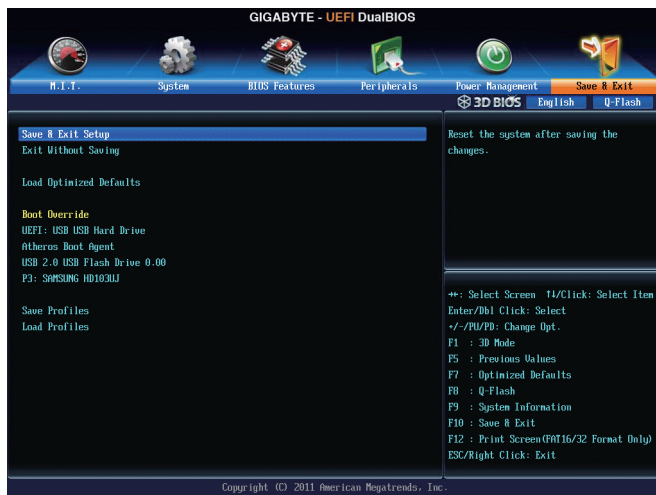 GIGABYTE - UEFI DualBIOS
M.I.T. System BIOS Features Peripherals Power Management Save & Exit
3D BIOS English Q-Flash
Save & Exit Setup
Exit Without Saving
Load Optimized Defaults
Boot Override
UEFI: USB USB Hard Drive
Atheros Boot Agent
USB 2.0 USB Flash Drive 0.00
P3: SAMSUNG HD103UJ
Save Profiles
Load Profiles
Reset the system after saving the
changes.
→←: Select Screen ↑↓/Click: Select Item
Enter/Dbl Click: Select
+/-/PU/PD: Change Opt.
F1 : 3D Mode
F5 : Previous Values
F7 : Optimized Defaults
F8 : Q-Flash
F9 : System Information
F10 : Save & Exit
F12 : Print Screen(FAT16/32 Format Only)
ESC/Right Click: Exit
Copyright (C) 2011 American Megatrends, Inc.